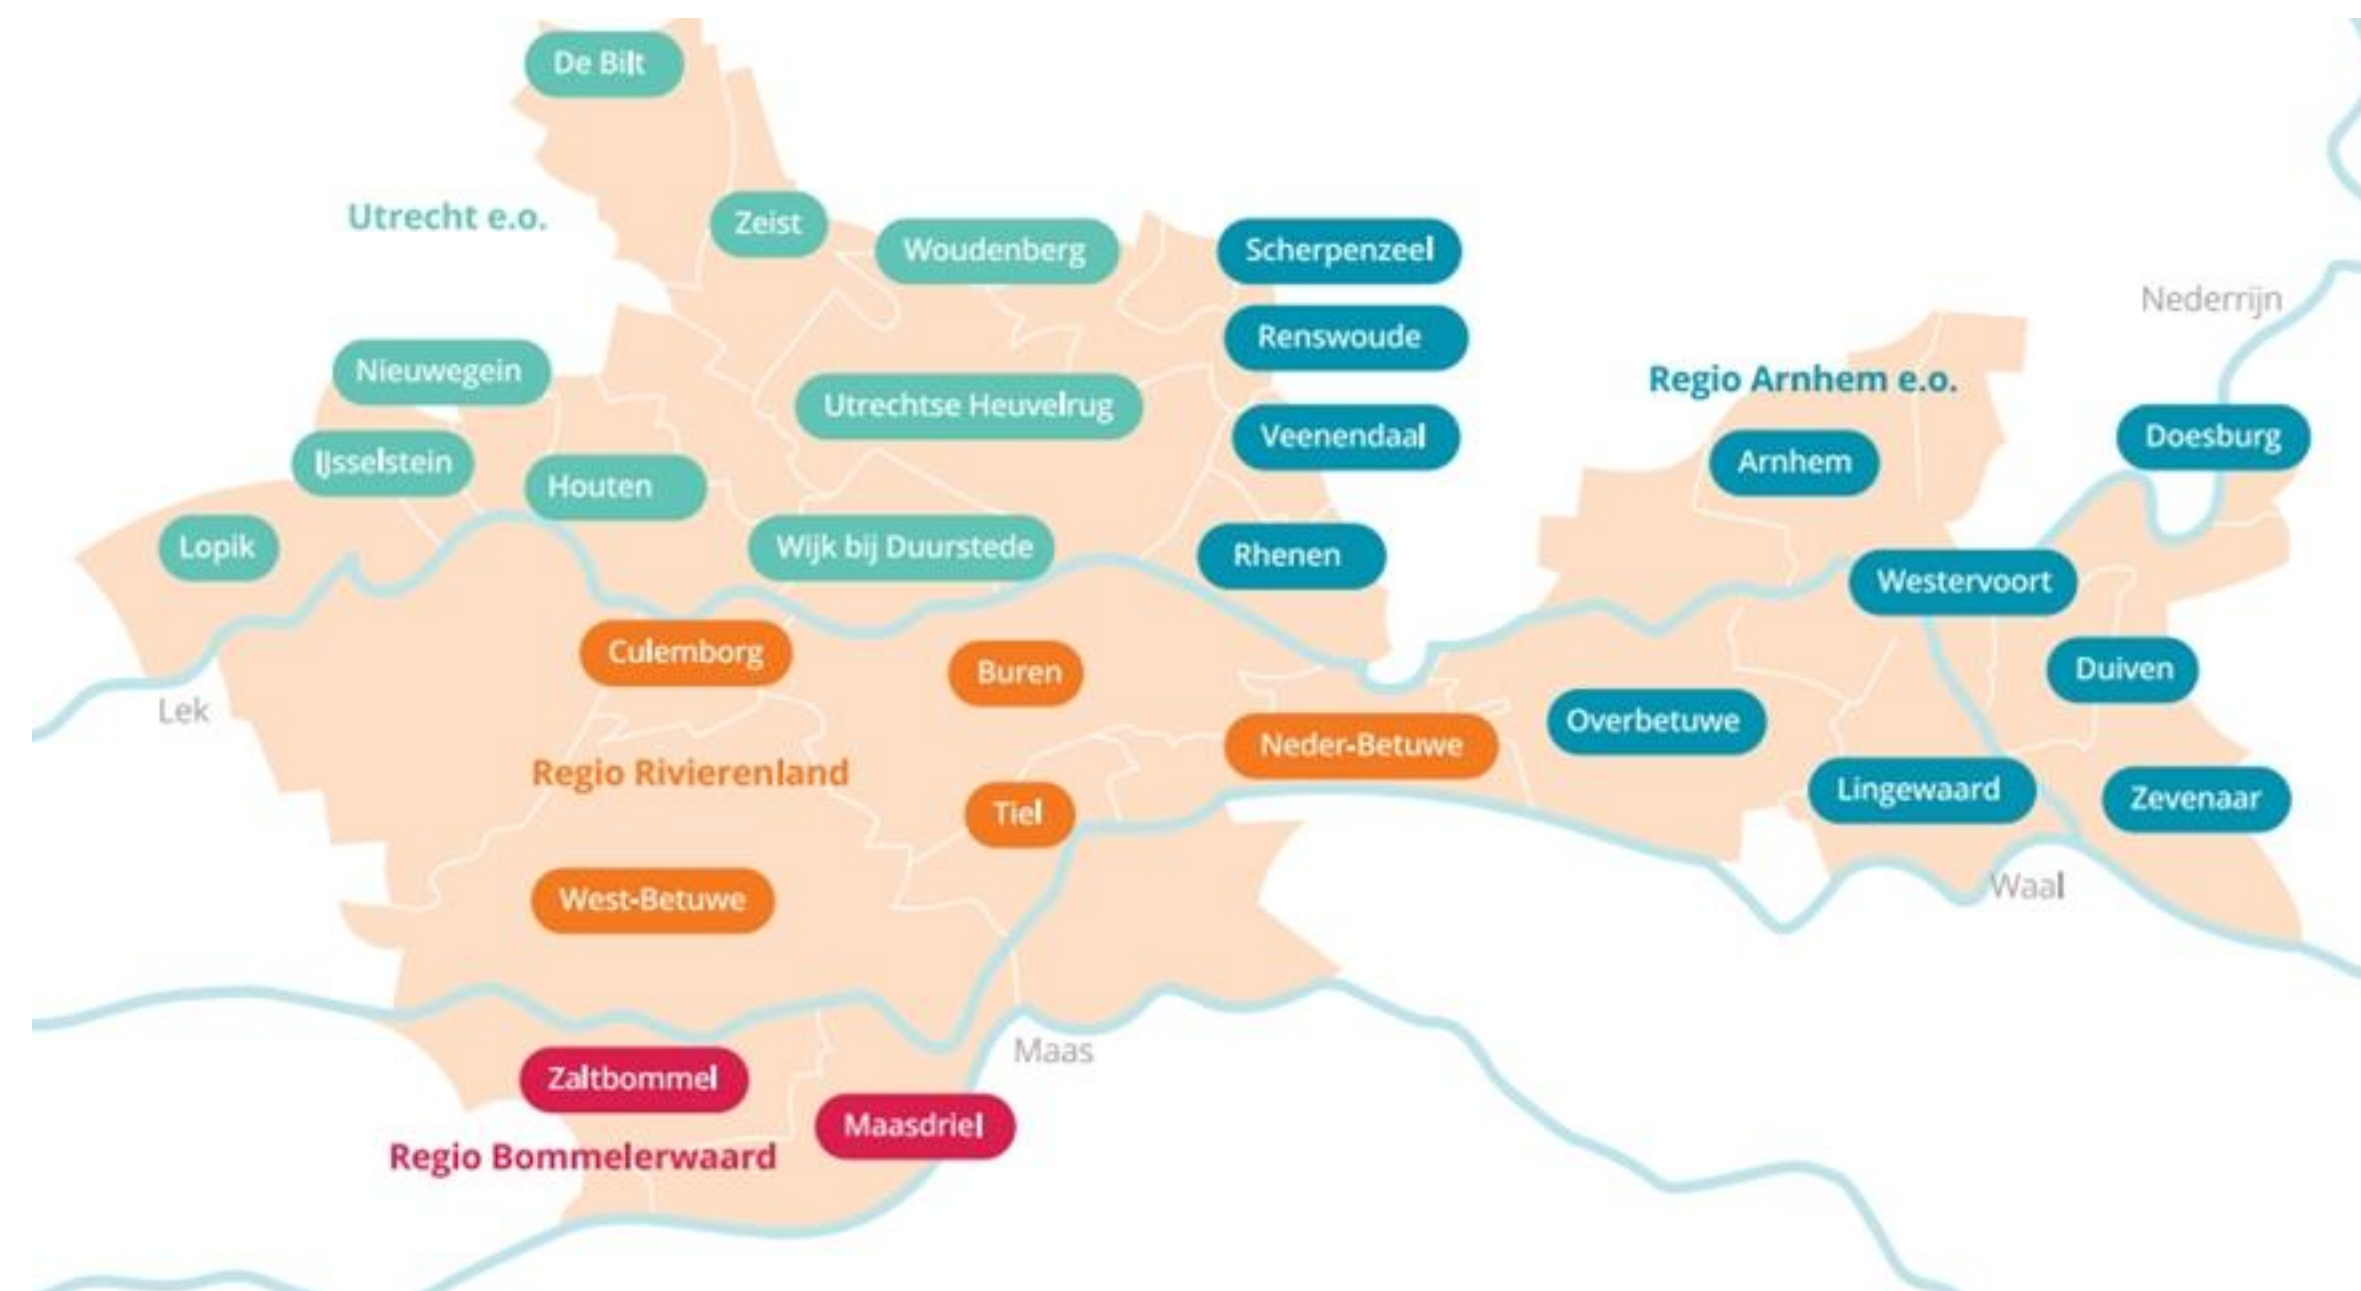 De Bilt
Utrecht e.o.
Zeist
Woudenberg
Scherpenzeel
Renswoude
Nederrijn
Nieuwegein
Regio Arnhem e.o.
Utrechtse Heuvelrug
Veenendaal
Doesburg
IJsselstein
Arnhem
Houten
Lopik
Wijk bij Duurstede
Rhenen
Westervoort
Culemborg
Buren
Duiven
Lek
Overbetuwe
Neder-Betuwe
Regio Rivierenland
Lingewaard
Zevenaar
Tiel
Waal
West-Betuwe
Maas
Zaltbommel
Maasdriel
Regio Bommelerwaard